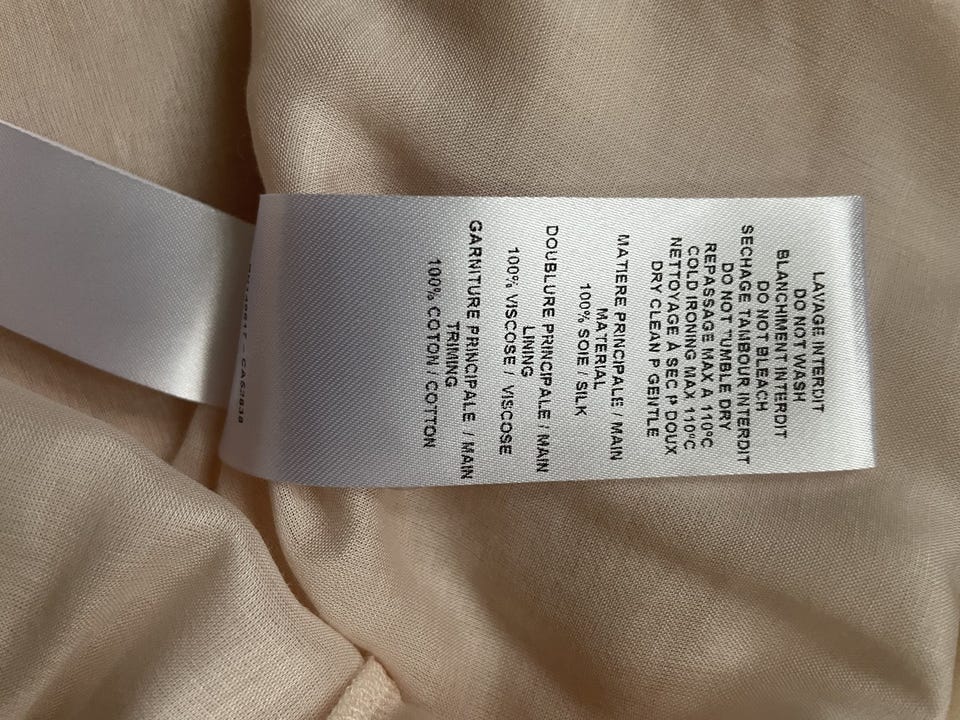 LAVAGE INTERDIT
DO NOT WASH
BLANCHIMENT INTERDIT
DO NOT BLEACH
SECHAGE TAMBOUR INTERDIT
DO NOT TUMBLE DRY
REPASSAGE MAX A 110°C
COLD IRONING MAX 110°C
NETTOYAGE À SEC P DOUX
DRY CLEAN P GENTLE
MATIERE PRINCIPALE / MAIN
MATERIAL
100% SOIE / SILK
DOUBLURE PRINCIPALE / MAIN
LINING
100% VISCOSE / VISCOSE
GARNITURE PRINCIPALE / MAIN
TRIMING
100% COTON / COTTON